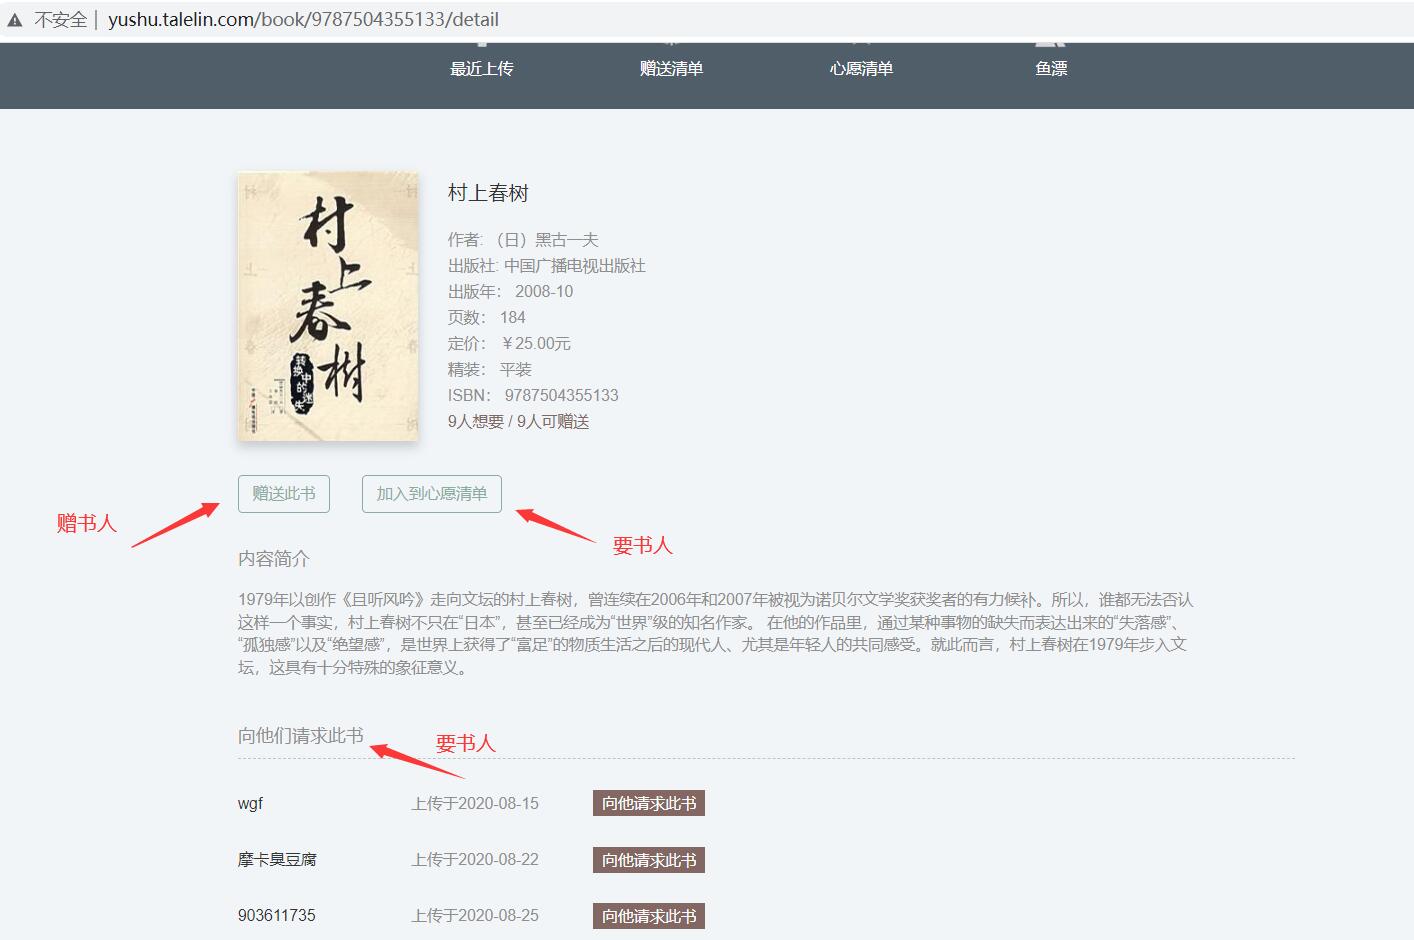 不安全 | yushu.talelin.com/book/9787504355133/detail
最近上传 赠送清单 心愿清单 鱼漂
村上春树
转换中的迷失
村上春树
作者: （日）黑古一夫
出版社: 中国广播电视出版社
出版年： 2008-10
页数： 184
定价： ￥25.00元
精装： 平装
ISBN： 9787504355133
9人想要 / 9人可赠送
赠送此书 加入到心愿清单
赠书人
要书人
内容简介
1979年以创作《且听风吟》走向文坛的村上春树，曾连续在2006年和2007年被视为诺贝尔文学奖获奖者的有力候补。所以，谁都无法否认
这样一个事实，村上春树不只在“日本”，甚至已经成为“世界”级的知名作家。 在他的作品里，通过某种事物的缺失而表达出来的“失落感”、
“孤独感”以及“绝望感”，是世界上获得了“富足”的物质生活之后的现代人、尤其是年轻人的共同感受。就此而言，村上春树在1979年步入文
坛，这具有十分特殊的象征意义。
向他们请求此书
要书人
wgf 上传于2020-08-15 向他请求此书
摩卡臭豆腐 上传于2020-08-22 向他请求此书
903611735 上传于2020-08-25 向他请求此书